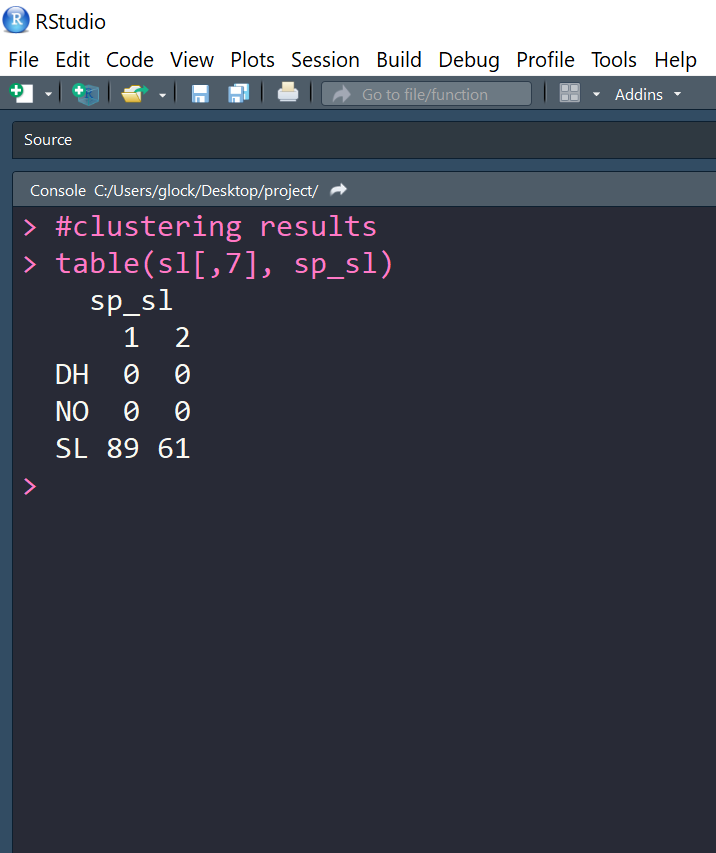 RStudio
File Edit Code View Plots Session Build Debug Profile Tools Help
Go to file/function Addins
Source
Console C:/Users/glock/Desktop/project/
> #clustering results
> table(sl[,7], sp_sl)
    sp_sl
      1  2
  DH  0  0
  NO  0  0
  SL 89 61
>